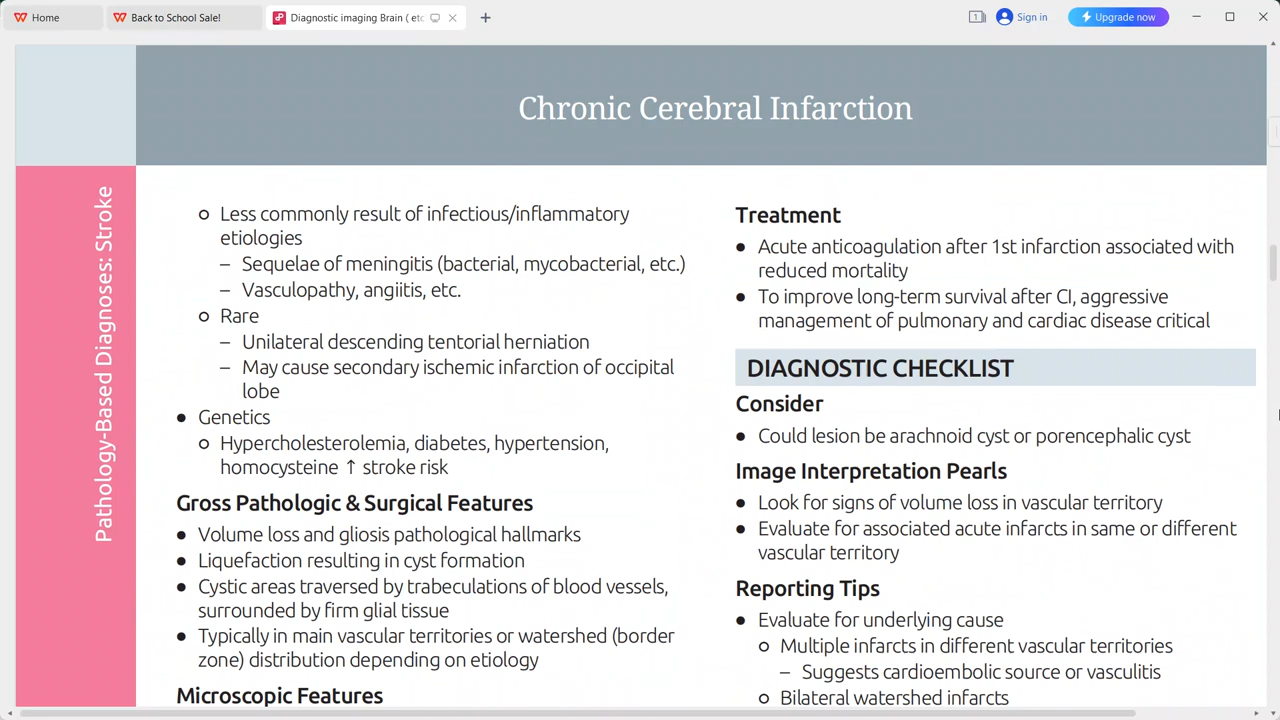 Home
Back to School Sale!
Diagnostic imaging Brain ( etc
1
Sign in
Upgrade now
Chronic Cerebral Infarction
Pathology-Based Diagnoses: Stroke
Less commonly result of infectious/inflammatory
etiologies
– Sequelae of meningitis (bacterial, mycobacterial, etc.)
– Vasculopathy, angiitis, etc.
Rare
– Unilateral descending tentorial herniation
– May cause secondary ischemic infarction of occipital
lobe
• Genetics
Hypercholesterolemia, diabetes, hypertension,
homocysteine ↑ stroke risk
Gross Pathologic & Surgical Features
• Volume loss and gliosis pathological hallmarks
• Liquefaction resulting in cyst formation
• Cystic areas traversed by trabeculations of blood vessels,
surrounded by firm glial tissue
• Typically in main vascular territories or watershed (border
zone) distribution depending on etiology
Microscopic Features
Treatment
• Acute anticoagulation after 1st infarction associated with
reduced mortality
• To improve long-term survival after CI, aggressive
management of pulmonary and cardiac disease critical
DIAGNOSTIC CHECKLIST
Consider
• Could lesion be arachnoid cyst or porencephalic cyst
Image Interpretation Pearls
• Look for signs of volume loss in vascular territory
• Evaluate for associated acute infarcts in same or different
vascular territory
Reporting Tips
• Evaluate for underlying cause
Multiple infarcts in different vascular territories
– Suggests cardioembolic source or vasculitis
Bilateral watershed infarcts